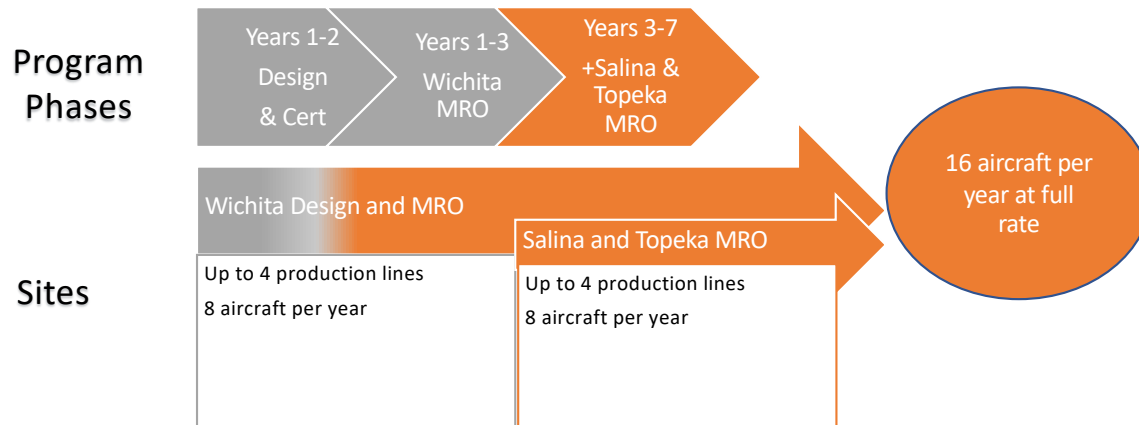 Program
Phases
Years 1-2
Design
& Cert
Years 1-3
Wichita
MRO
Years 3-7
+Salina &
Topeka
MRO
16 aircraft per
year at full
rate
Wichita Design and MRO
Salina and Topeka MRO
Sites
Up to 4 production lines
8 aircraft per year
Up to 4 production lines
8 aircraft per year